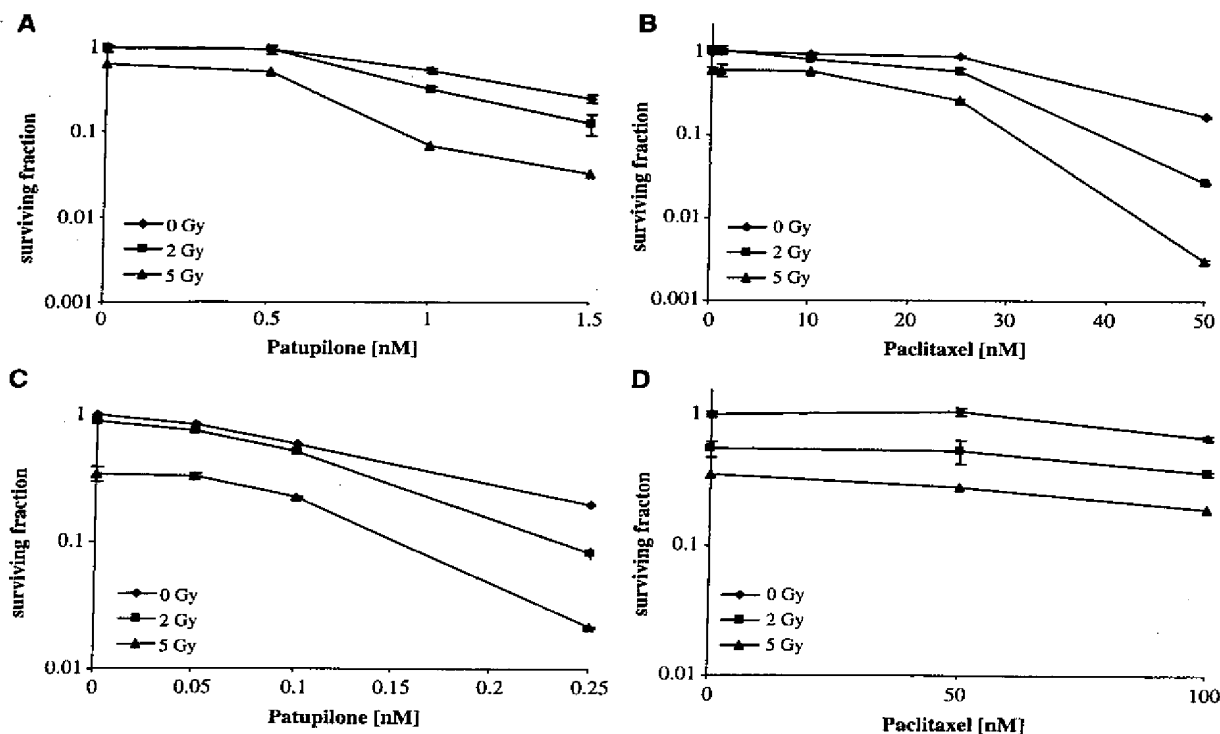 A
1
0.1
0.01
0.001
surviving fraction
0 Gy
2 Gy
5 Gy
0
0.5
1
1.5
Patupilone [nM]
B
1
0.1
0.01
0.001
surviving fraction
0 Gy
2 Gy
5 Gy
0
10
20
30
40
50
Paclitaxel [nM]
C
1
0.1
0.01
surviving fraction
0 Gy
2 Gy
5 Gy
0
0.05
0.1
0.15
0.2
0.25
Patupilone [nM]
D
1
0.1
0.01
surviving fracton
0 Gy
2 Gy
5 Gy
0
50
100
Paclitaxel [nM]